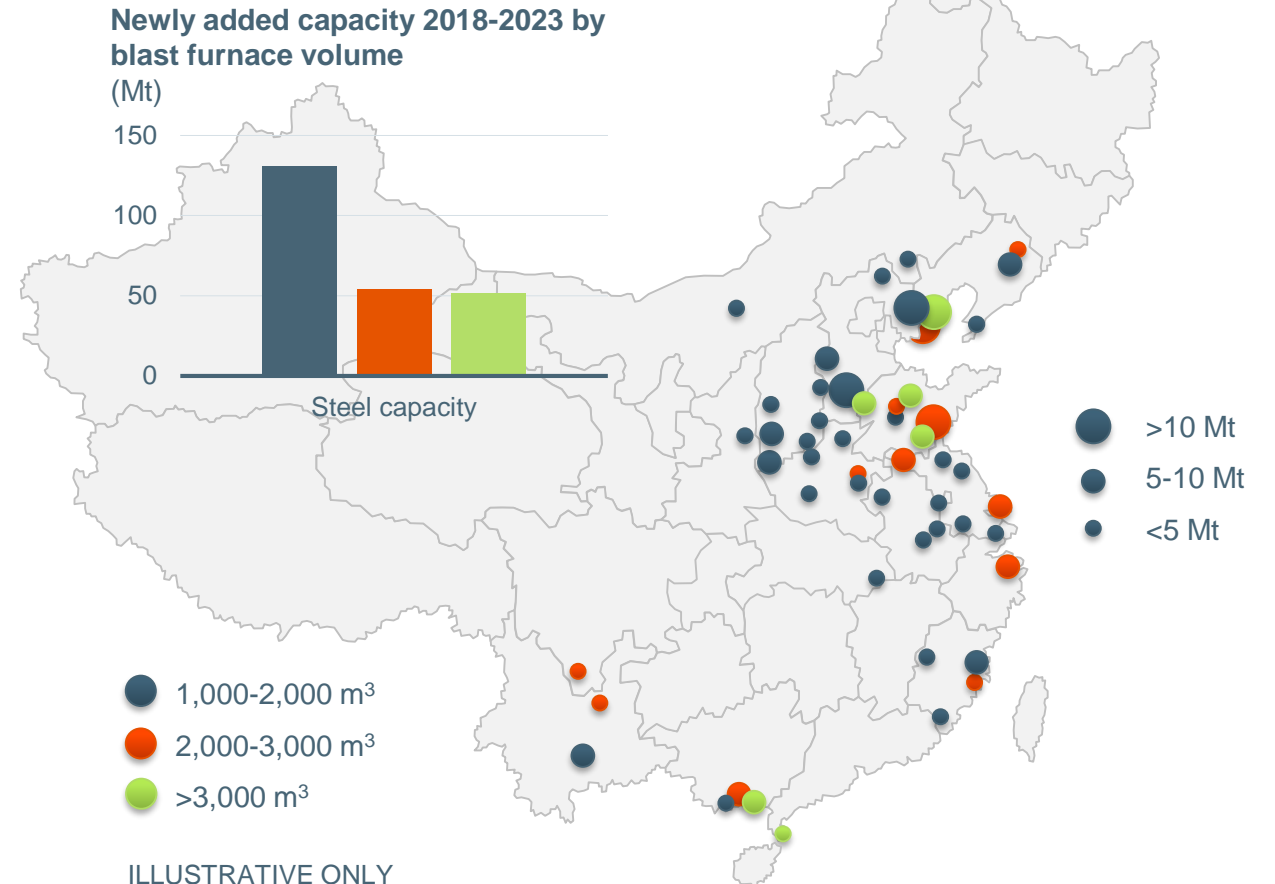 Newly added capacity 2018-2023 by
blast furnace volume
(Mt)
150
100
50
0
Steel capacity
>10 Mt
5-10 Mt
<5 Mt
1,000-2,000 m³
2,000-3,000 m³
>3,000 m³
ILLUSTRATIVE ONLY